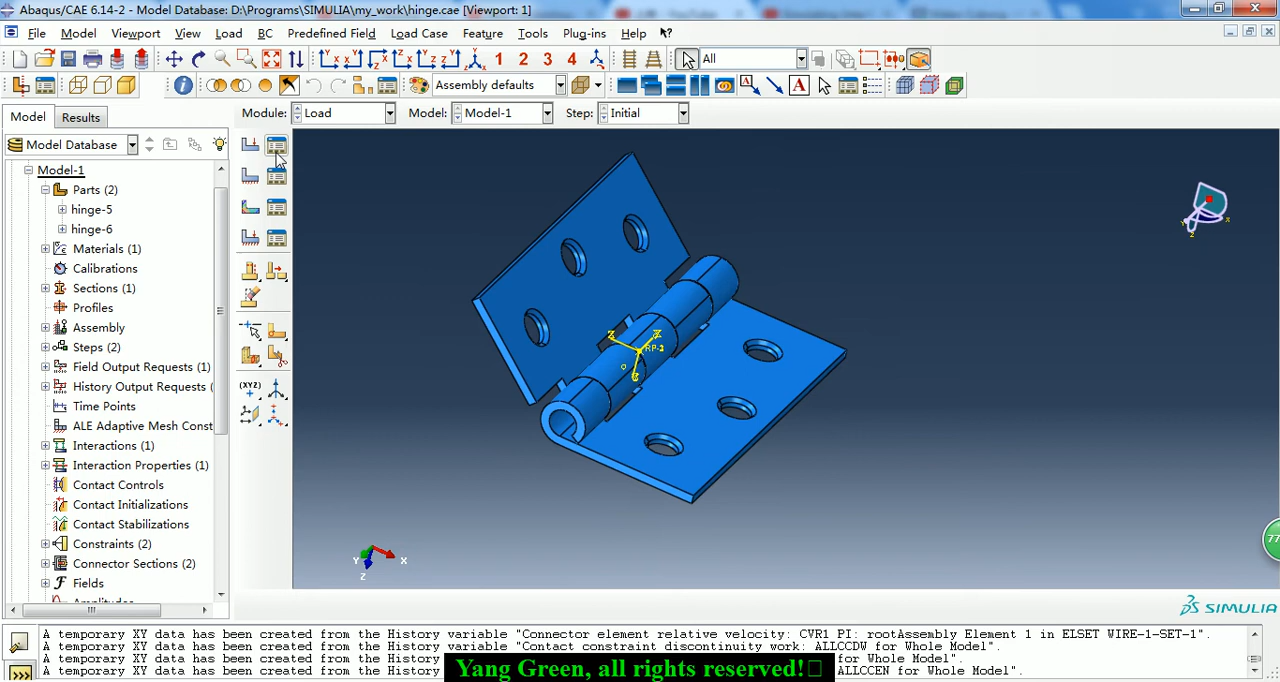 Abaqus/CAE 6.14-2 - Model Database: D:\Programs\SIMULIA\my_work\hinge.cae [Viewport: 1]
File Model Viewport View Load BC Predefined Field Load Case Feature Tools Plug-ins Help
1 2 3 4 All
Assembly defaults A
Model Results Module: Load Model: Model-1 Step: Initial
Model Database
Model-1
Parts (2)
hinge-5
hinge-6
Materials (1)
Calibrations
Sections (1)
Profiles
Assembly
Steps (2)
Field Output Requests (1)
History Output Requests (
Time Points
ALE Adaptive Mesh Const
Interactions (1)
Interaction Properties (1)
Contact Controls
Contact Initializations
Contact Stabilizations
Constraints (2)
Connector Sections (2)
Fields
(XYZ)
X
Y
Z
77
SIMULIA
A temporary XY data has been created from the History variable "Connector element relative velocity: CVR1 PI: rootAssembly Element 1 in ELSET WIRE-1-SET-1".
A temporary XY data has been created from the History variable "Contact constraint discontinuity work: ALLCCDW for Whole Model".
A temporary XY data has been created from the for Whole Model".
A temporary XY data has been created from the ALLCCEN for Whole Model".
Yang Green, all rights reserved!